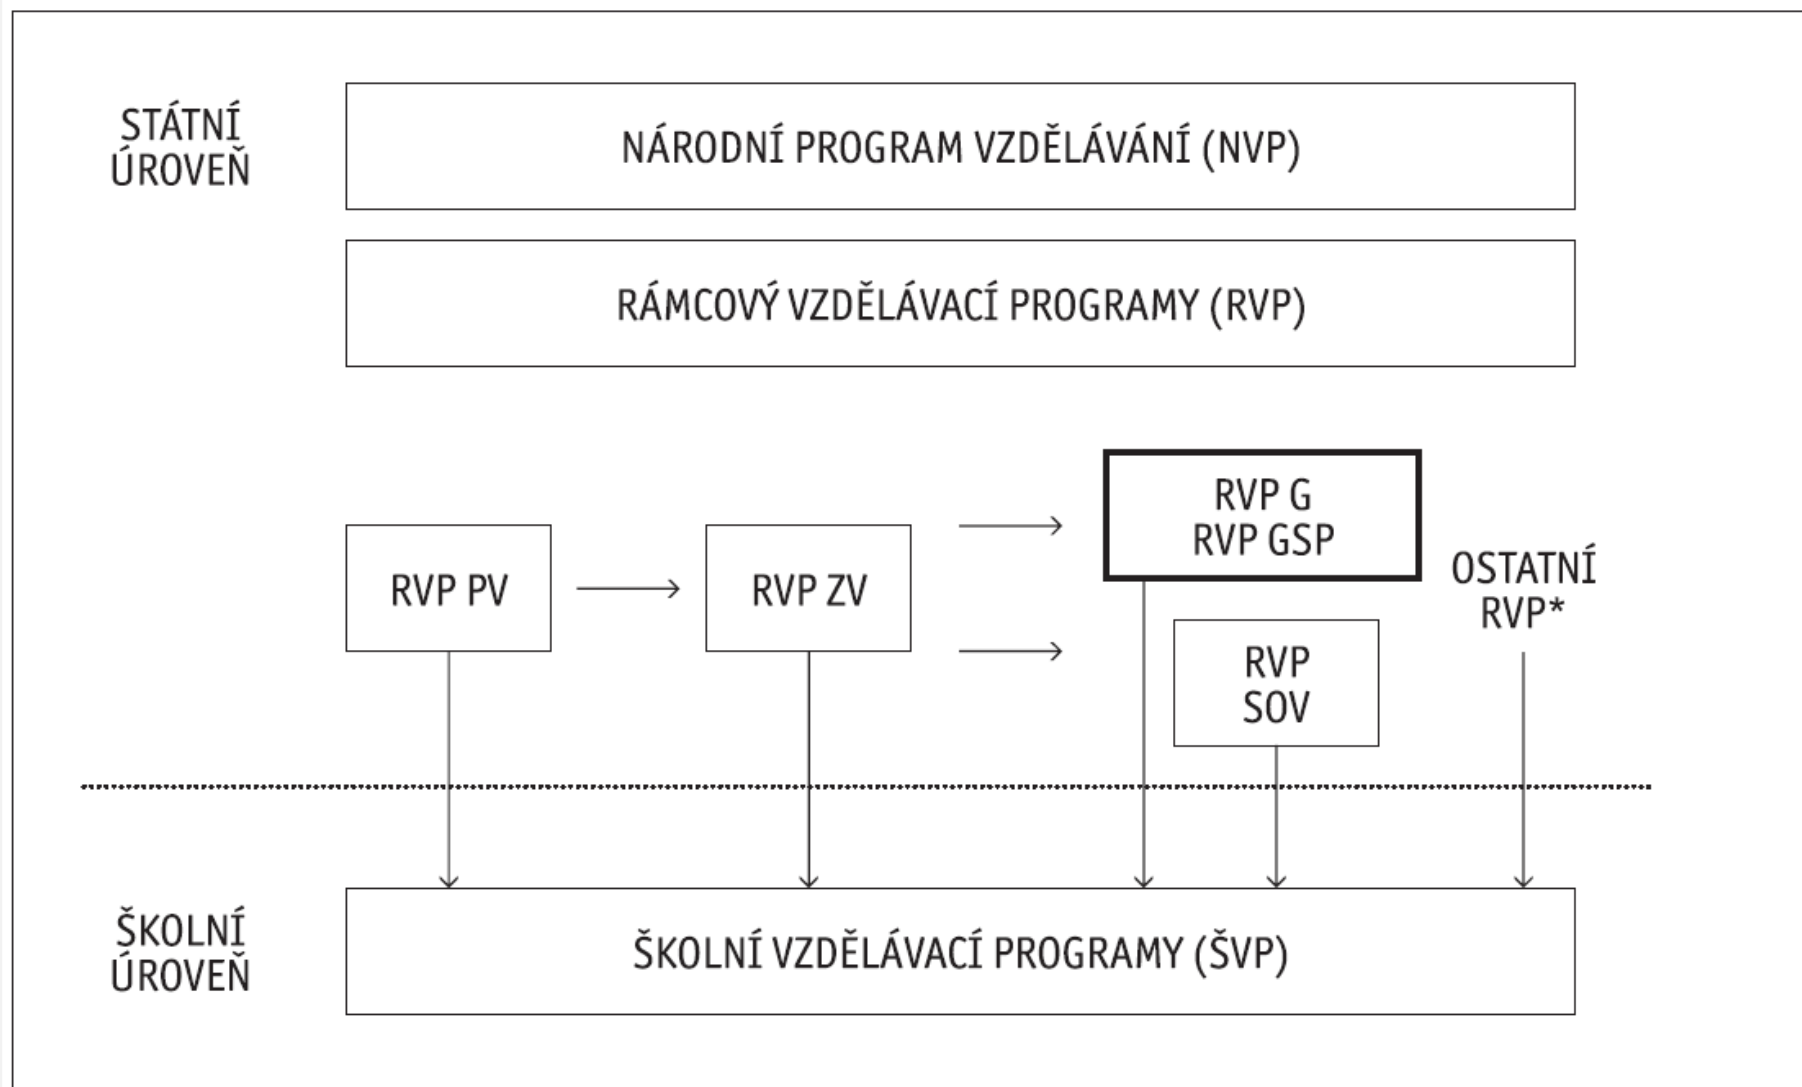 STÁTNÍ
ÚROVEŇ
NÁRODNÍ PROGRAM VZDĚLÁVÁNÍ (NVP)
RÁMCOVÝ VZDĚLÁVACÍ PROGRAMY (RVP)
RVP PV
RVP ZV
RVP G
RVP GSP
RVP
SOV
OSTATNÍ
RVP*
ŠKOLNÍ
ÚROVEŇ
ŠKOLNÍ VZDĚLÁVACÍ PROGRAMY (ŠVP)